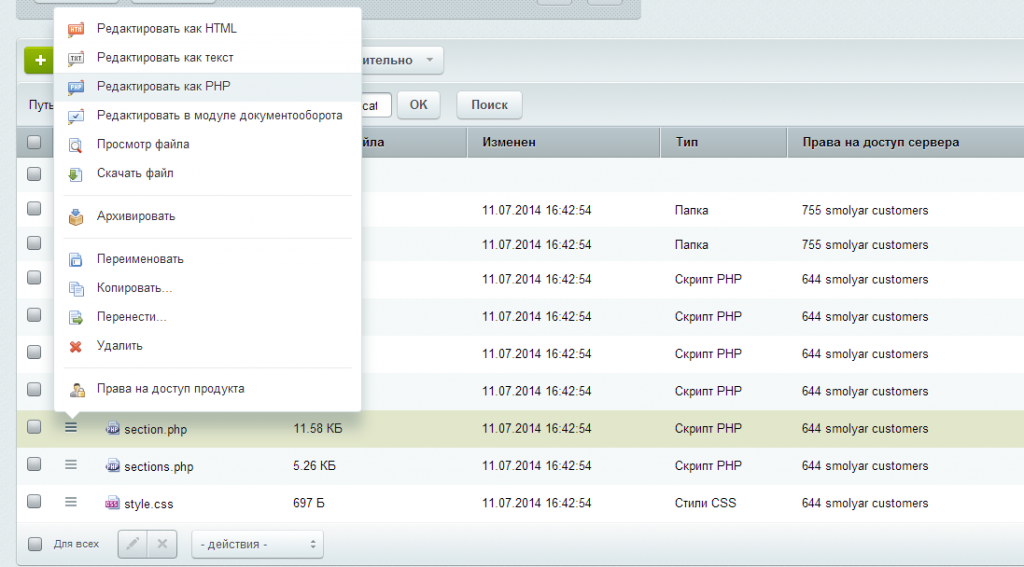 Редактировать как HTML
Редактировать как текст
Редактировать как PHP
Редактировать в модуле документооборота
Просмотр файла
Скачать файл
Архивировать
Переименовать
Копировать...
Перенести...
Удалить
Права на доступ продукта
+
ительно
Путь
cat
OK
Поиск
йла Изменен Тип Права на доступ сервера
11.07.2014 16:42:54 Папка 755 smolyar customers
11.07.2014 16:42:54 Папка 755 smolyar customers
11.07.2014 16:42:54 Скрипт PHP 644 smolyar customers
11.07.2014 16:42:54 Скрипт PHP 644 smolyar customers
11.07.2014 16:42:54 Скрипт PHP 644 smolyar customers
11.07.2014 16:42:54 Скрипт PHP 644 smolyar customers
section.php 11.58 КБ 11.07.2014 16:42:54 Скрипт PHP 644 smolyar customers
sections.php 5.26 КБ 11.07.2014 16:42:54 Скрипт PHP 644 smolyar customers
style.css 697 Б 11.07.2014 16:42:54 Стили CSS 644 smolyar customers
Для всех - действия -